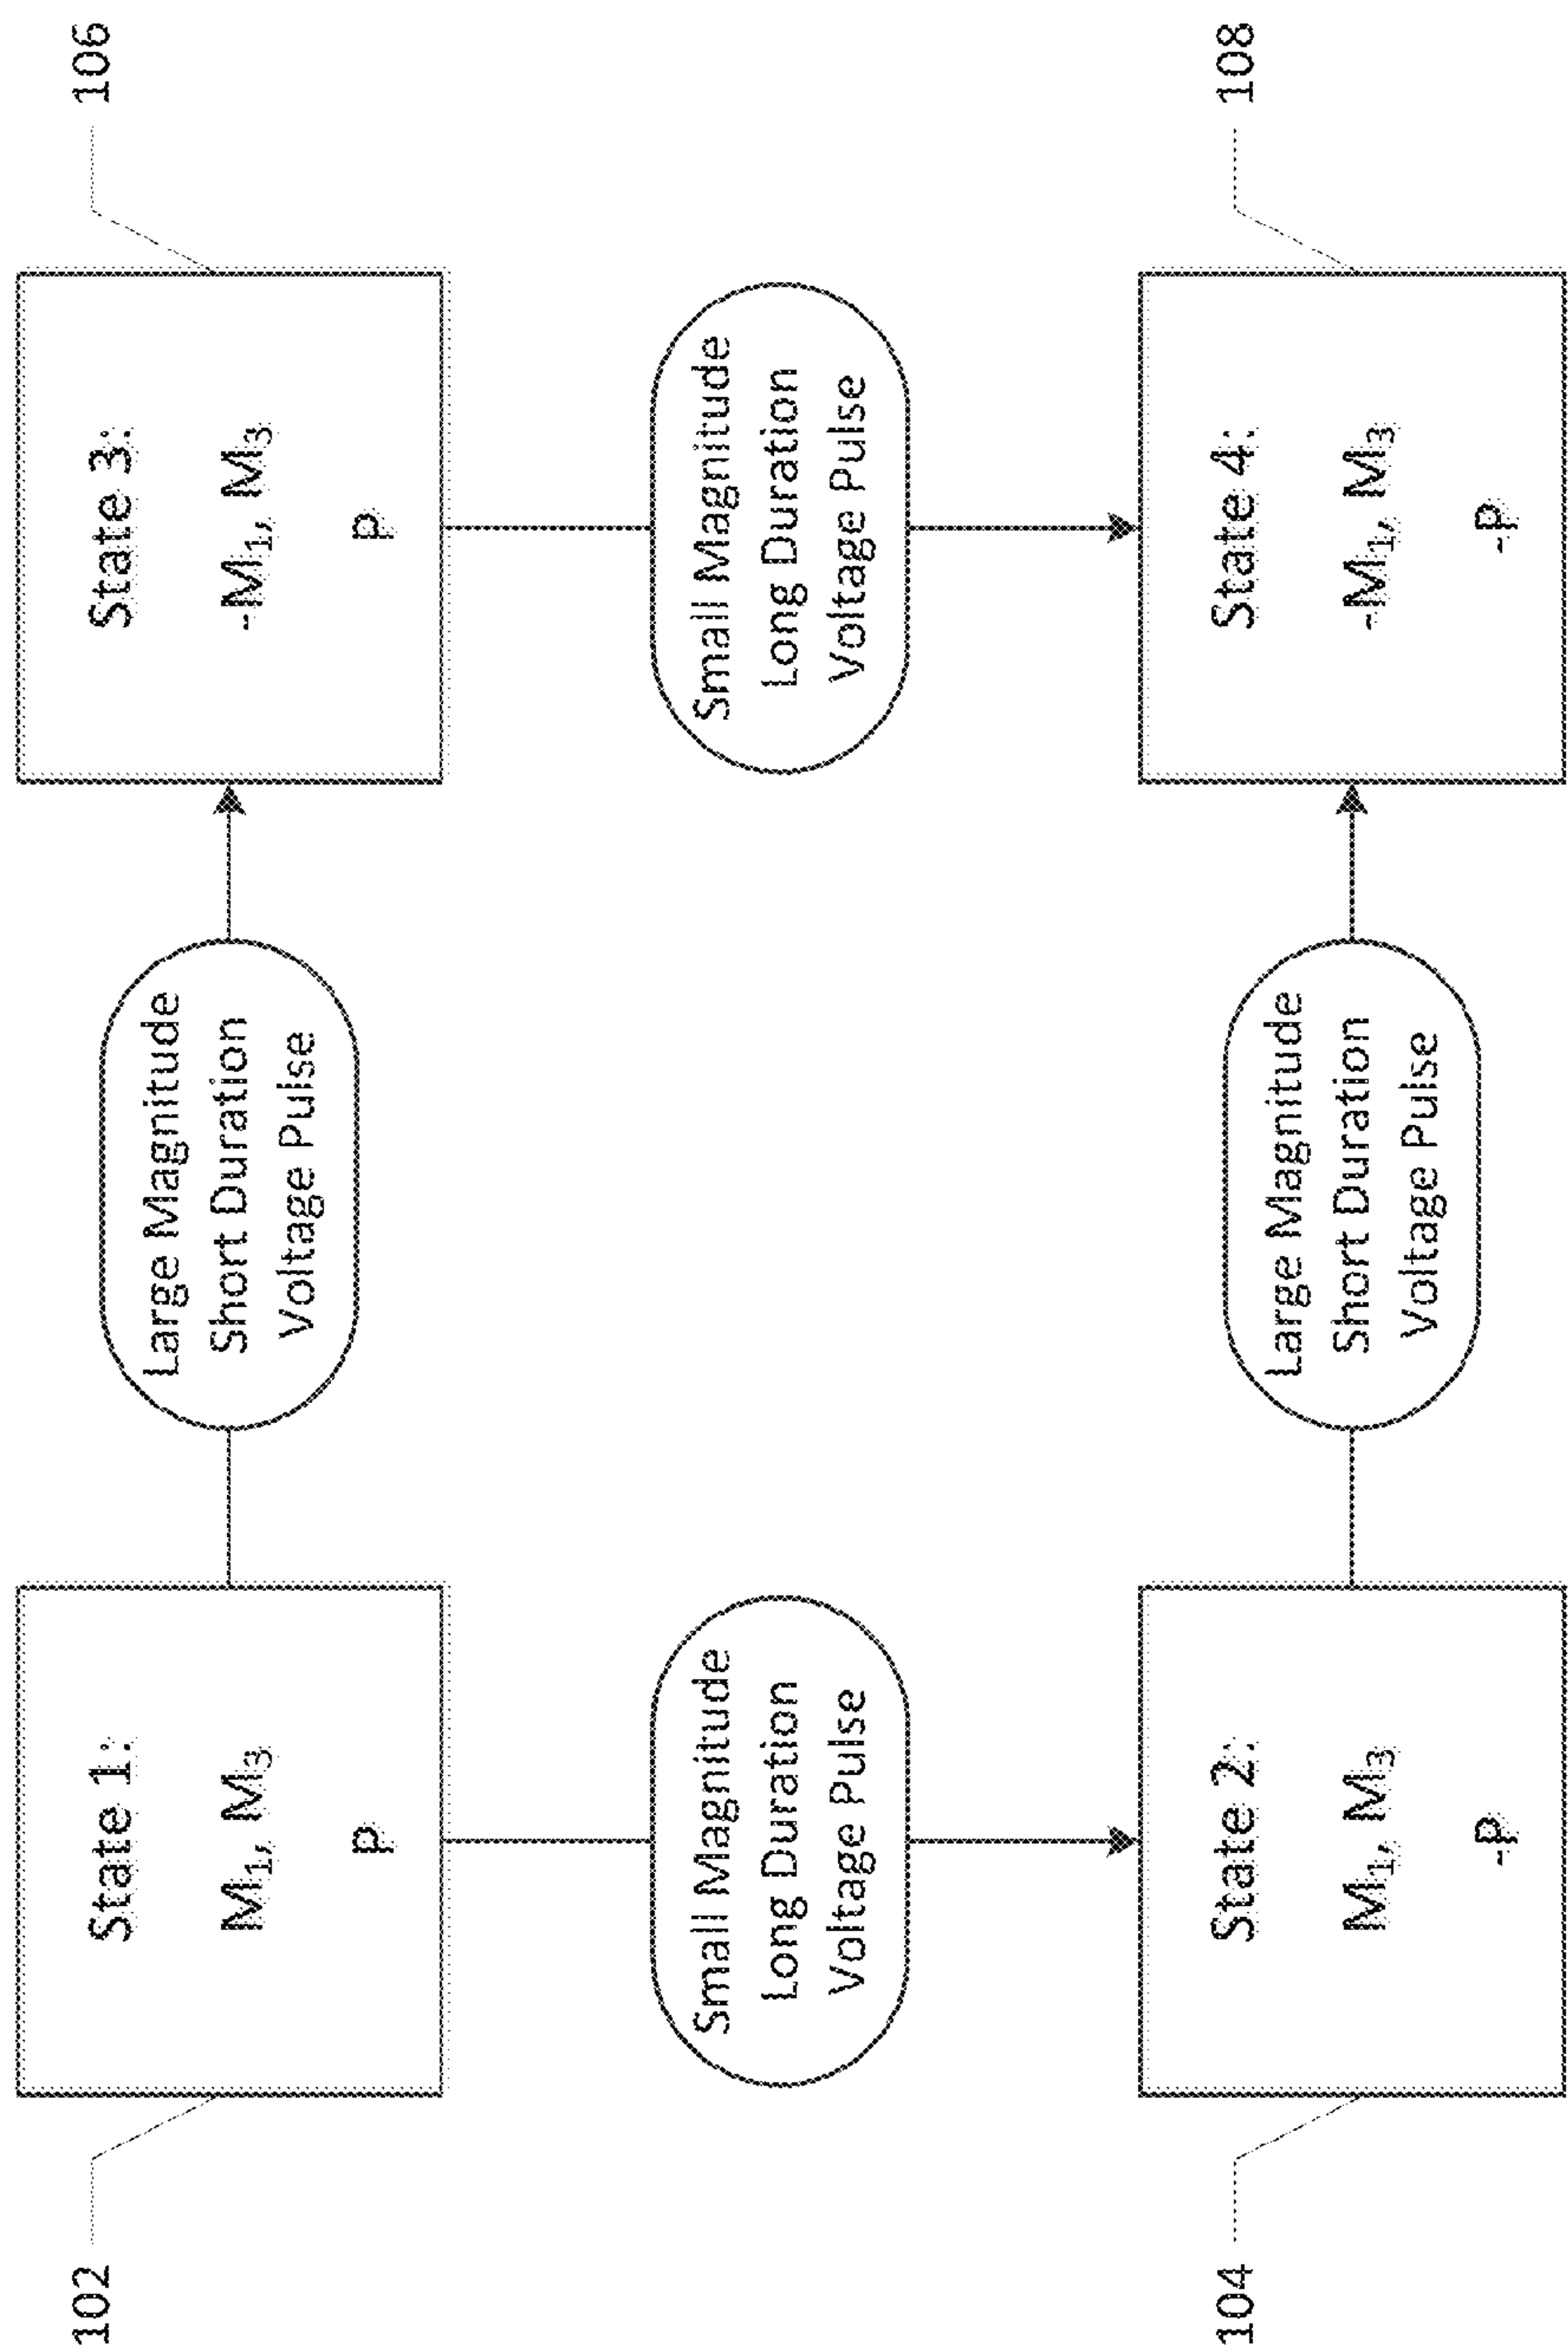 102
State 1:
M₁, M₃
P
Large Magnitude
Short Duration
Voltage Pulse
State 3:
-M₁, M₃
P
106
Small Magnitude
Long Duration
Voltage Pulse
Small Magnitude
Long Duration
Voltage Pulse
104
State 2:
M₁, M₃
-P
Large Magnitude
Short Duration
Voltage Pulse
State 4:
-M₁, M₃
-P
108